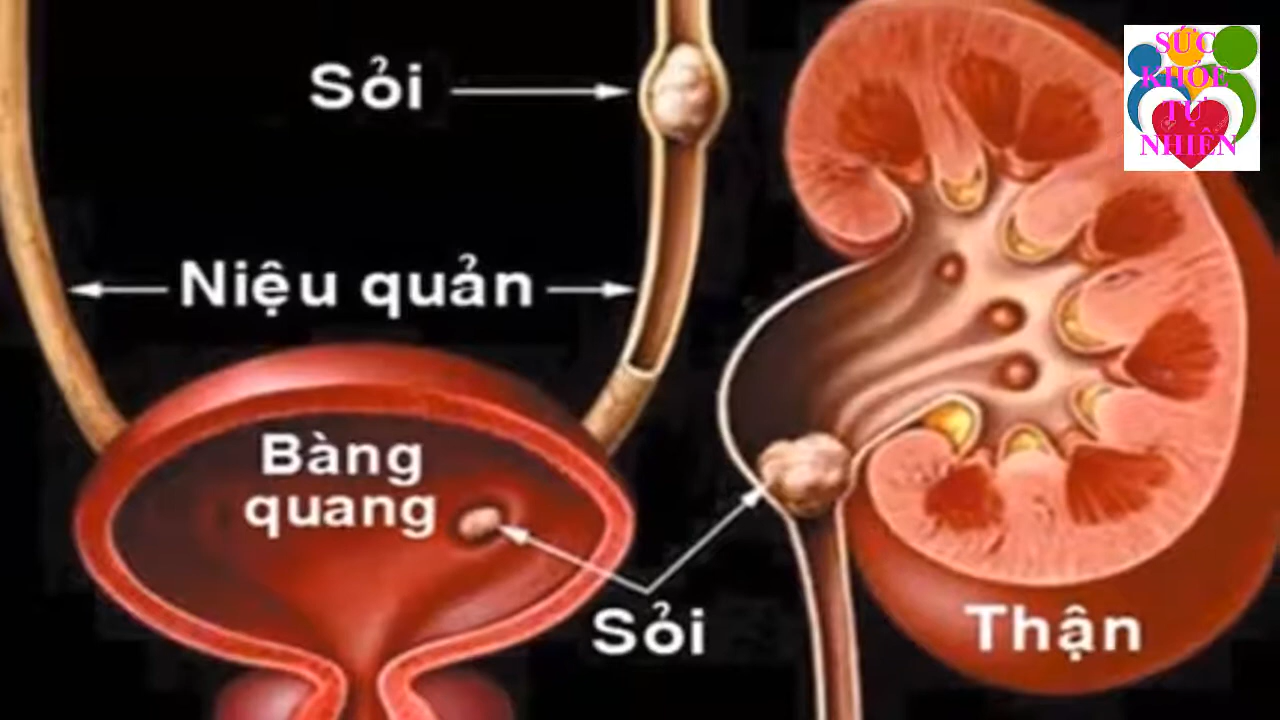 Sỏi
Niệu quản
Bàng
quang
Sỏi
Thận
SỨC
KHỎE
TỰ
NHIÊN